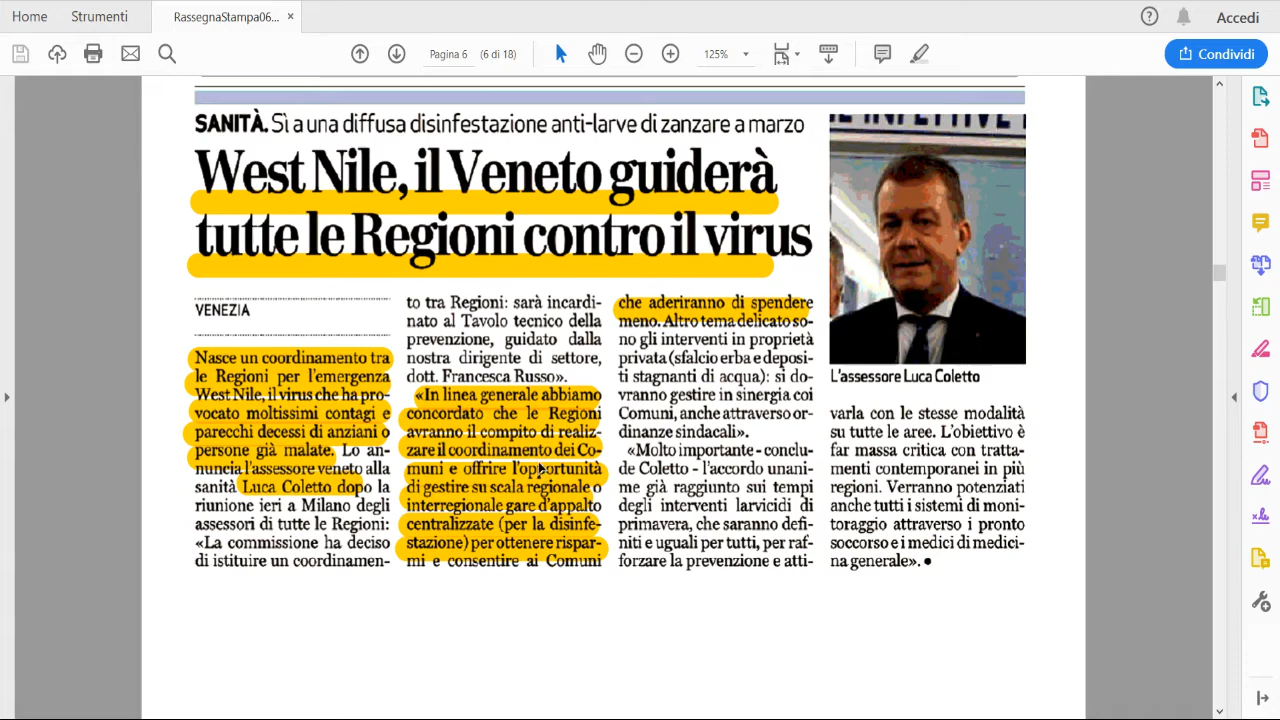 Home
Strumenti
RassegnaStampa06...
×
Accedi
Pagina 6
(6 di 18)
125%
Condividi
SANITÀ. Sì a una diffusa disinfestazione anti-larve di zanzare a marzo
West Nile, il Veneto guiderà
tutte le Regioni contro il virus
VENEZIA
Nasce un coordinamento tra
le Regioni per l'emergenza
West Nile, il virus che ha pro-
vocato moltissimi contagi e
parecchi decessi di anziani o
persone già malate. Lo an-
nuncia l'assessore veneto alla
sanità Luca Coletto dopo la
riunione ieri a Milano degli
assessori di tutte le Regioni:
«La commissione ha deciso
di istituire un coordinamen-
to tra Regioni: sarà incardi-
nato al Tavolo tecnico della
prevenzione, guidato dalla
nostra dirigente di settore,
dott. Francesca Russo».
«In linea generale abbiamo
concordato che le Regioni
avranno il compito di realiz-
zare il coordinamento dei Co-
muni e offrire l'opportunità
di gestire su scala regionale o
interregionale gare d'appalto
centralizzate (per la disinfe-
stazione) per ottenere rispar-
mi e consentire ai Comuni
che aderiranno di spendere
meno. Altro tema delicato so-
no gli interventi in proprietà
privata (sfalcio erba e deposi-
ti stagnanti di acqua): si do-
vranno gestire in sinergia coi
Comuni, anche attraverso or-
dinanze sindacali».
«Molto importante - conclu-
de Coletto - l'accordo unani-
me già raggiunto sui tempi
degli interventi larvicidi di
primavera, che saranno defi-
niti e uguali per tutti, per raf-
forzare la prevenzione e atti-
L'assessore Luca Coletto
varla con le stesse modalità
su tutte le aree. L'obiettivo è
far massa critica con tratta-
menti contemporanei in più
regioni. Verranno potenziati
anche tutti i sistemi di moni-
toraggio attraverso i pronto
soccorso e i medici di medici-
na generale». ●